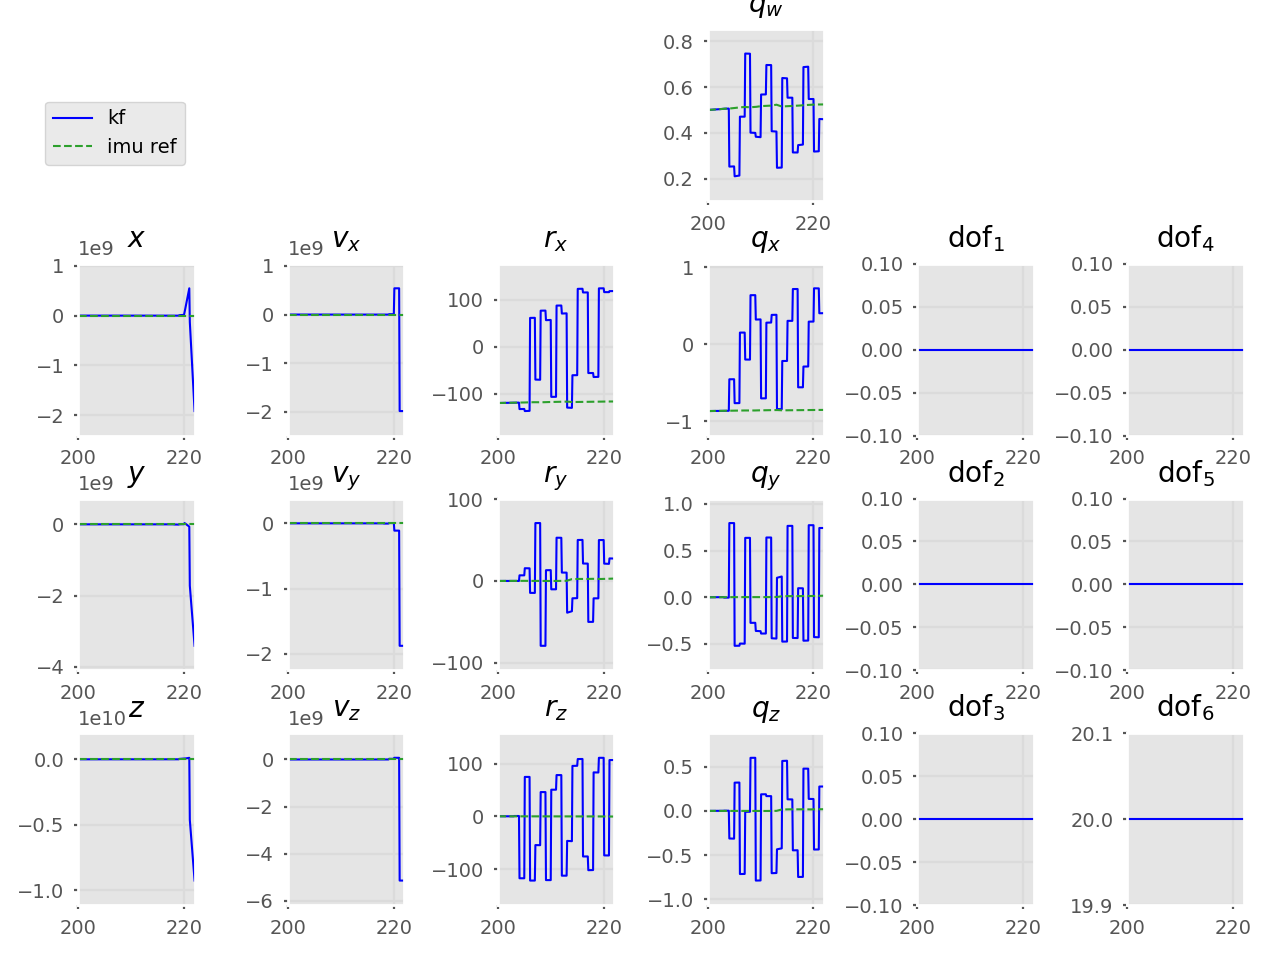 q_w
0.8
0.6
0.4
0.2
200 220
kf
imu ref
x v_x r_x q_x dof_1 dof_4
1e9 1e9
1 1 100 1 0.10 0.10
0 0 0 0 0.05 0.05
−1 −1 −100 −1 0.00 0.00
−2 −2 −0.05 −0.05
−0.10 −0.10
200 220 200 220 200 220 200 220 200 220 200 220
y v_y r_y q_y dof_2 dof_5
1e9 1e9
0 0 100 1.0 0.10 0.10
−2 −1 0 0.5 0.05 0.05
−4 −2 −100 0.0 0.00 0.00
−0.5 −0.05 −0.05
−0.10 −0.10
200 220 200 220 200 220 200 220 200 220 200 220
z v_z r_z q_z dof_3 dof_6
1e10 1e9
0.0 0 100 0.5 0.10 20.1
−0.5 −2 0 0.0 0.05 20.0
−1.0 −4 −100 −0.5 0.00 19.9
−6 −1.0 −0.05
−0.10
200 220 200 220 200 220 200 220 200 220 200 220